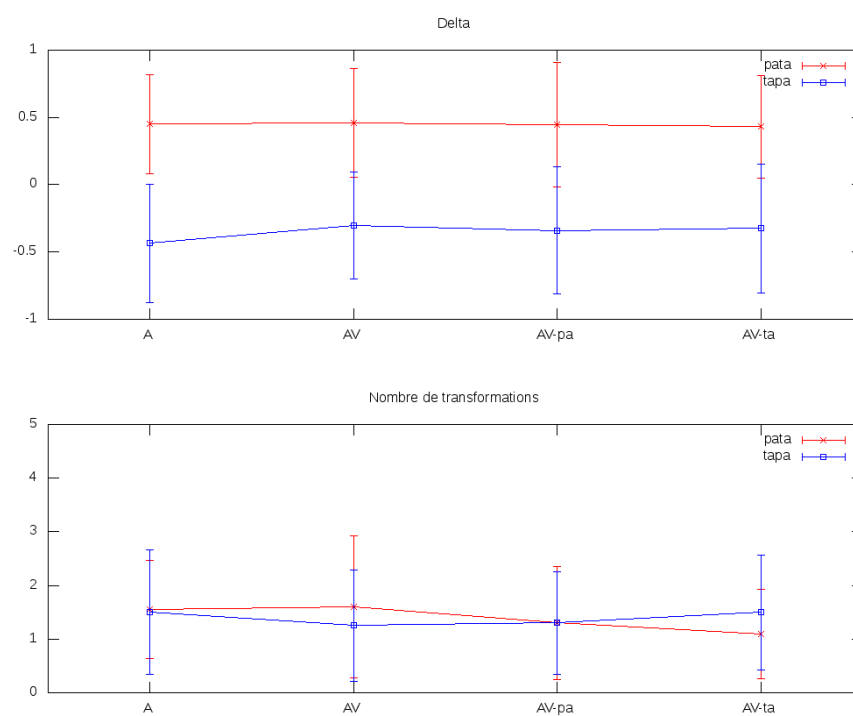 Delta
1
pata
tapa
0.5
0
-0.5
-1
A AV AV-pa AV-ta
Nombre de transformations
5
pata
tapa
4
3
2
1
0
A AV AV-pa AV-ta